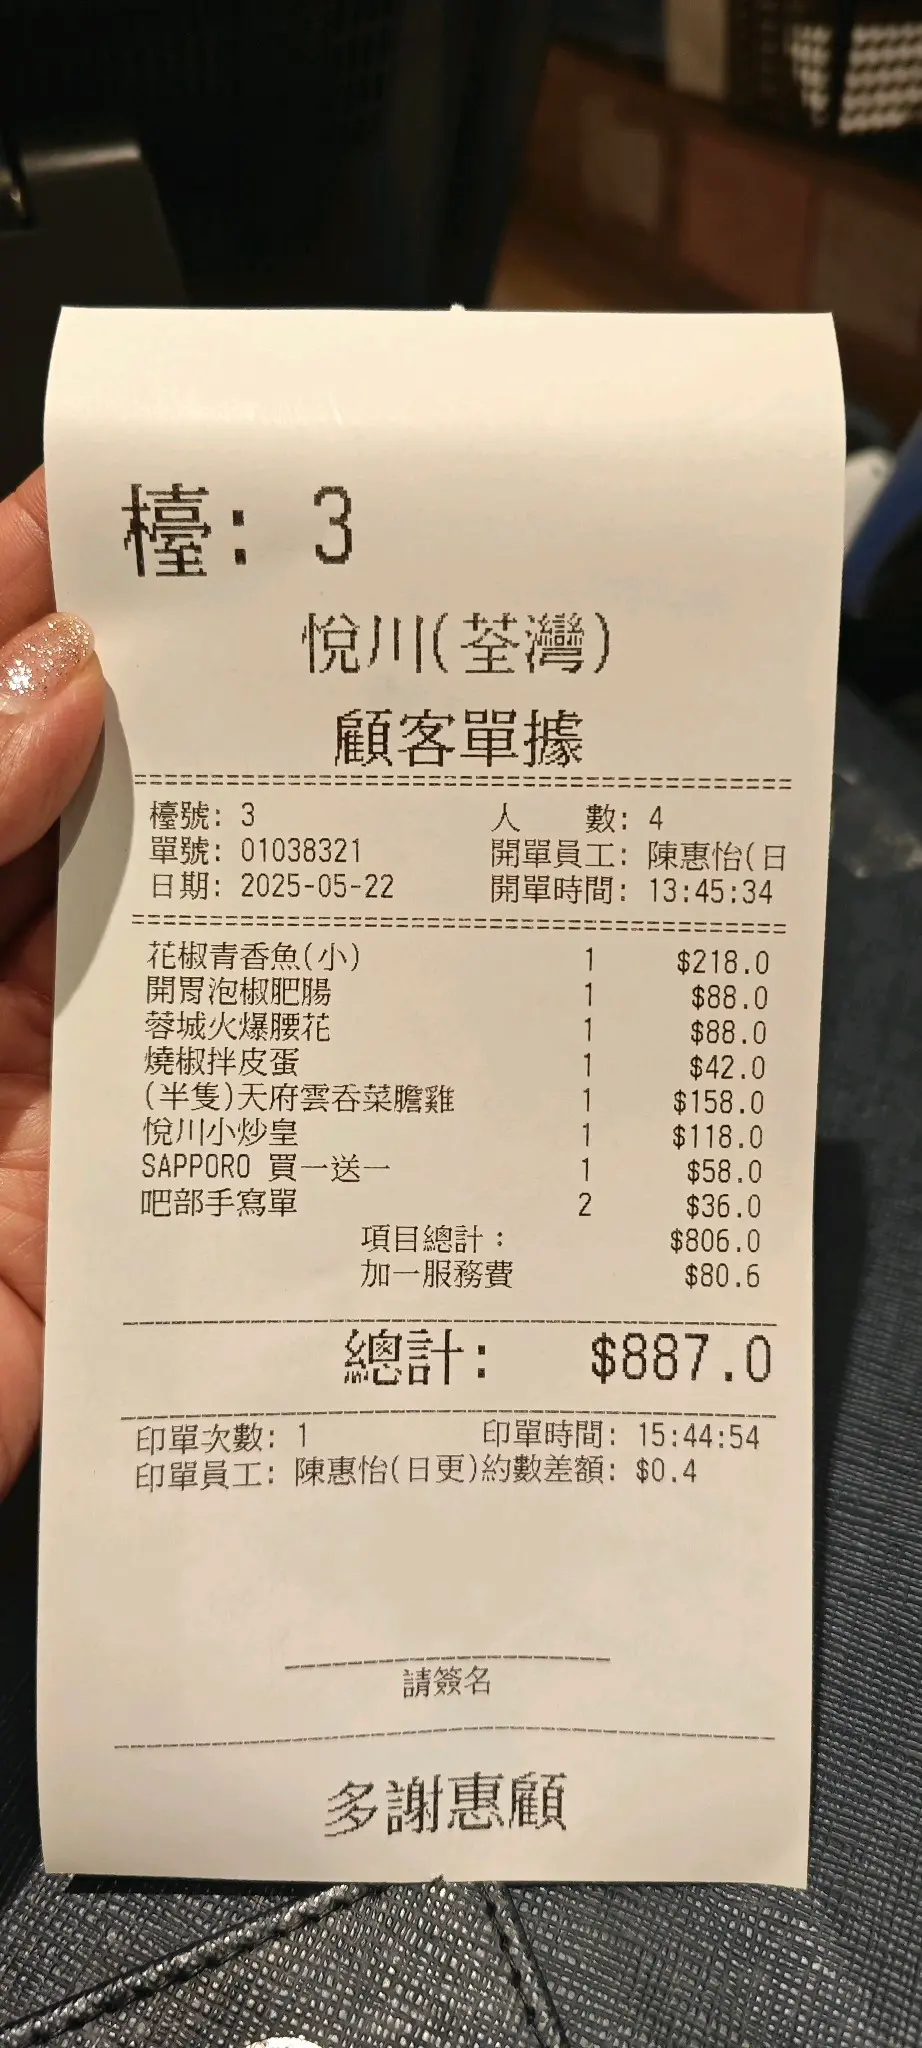 檯: 3
悅川(荃灣)
顧客單據
檯號: 3 人 數: 4
單號: 01038321 開單員工: 陳惠怡(日
日期: 2025-05-22 開單時間: 13:45:34
花椒青香魚(小) 1 $218.0
開胃泡椒肥腸 1 $88.0
蓉城火爆腰花 1 $88.0
燒椒拌皮蛋 1 $42.0
(半隻)天府雲吞菜膽雞 1 $158.0
悅川小炒皇 1 $118.0
SAPPORO 買一送一 1 $58.0
吧部手寫單 2 $36.0
項目總計: $806.0
加一服務費 $80.6
總計: $887.0
印單次數: 1 印單時間: 15:44:54
印單員工: 陳惠怡(日更)約數差額: $0.4
請簽名
多謝惠顧